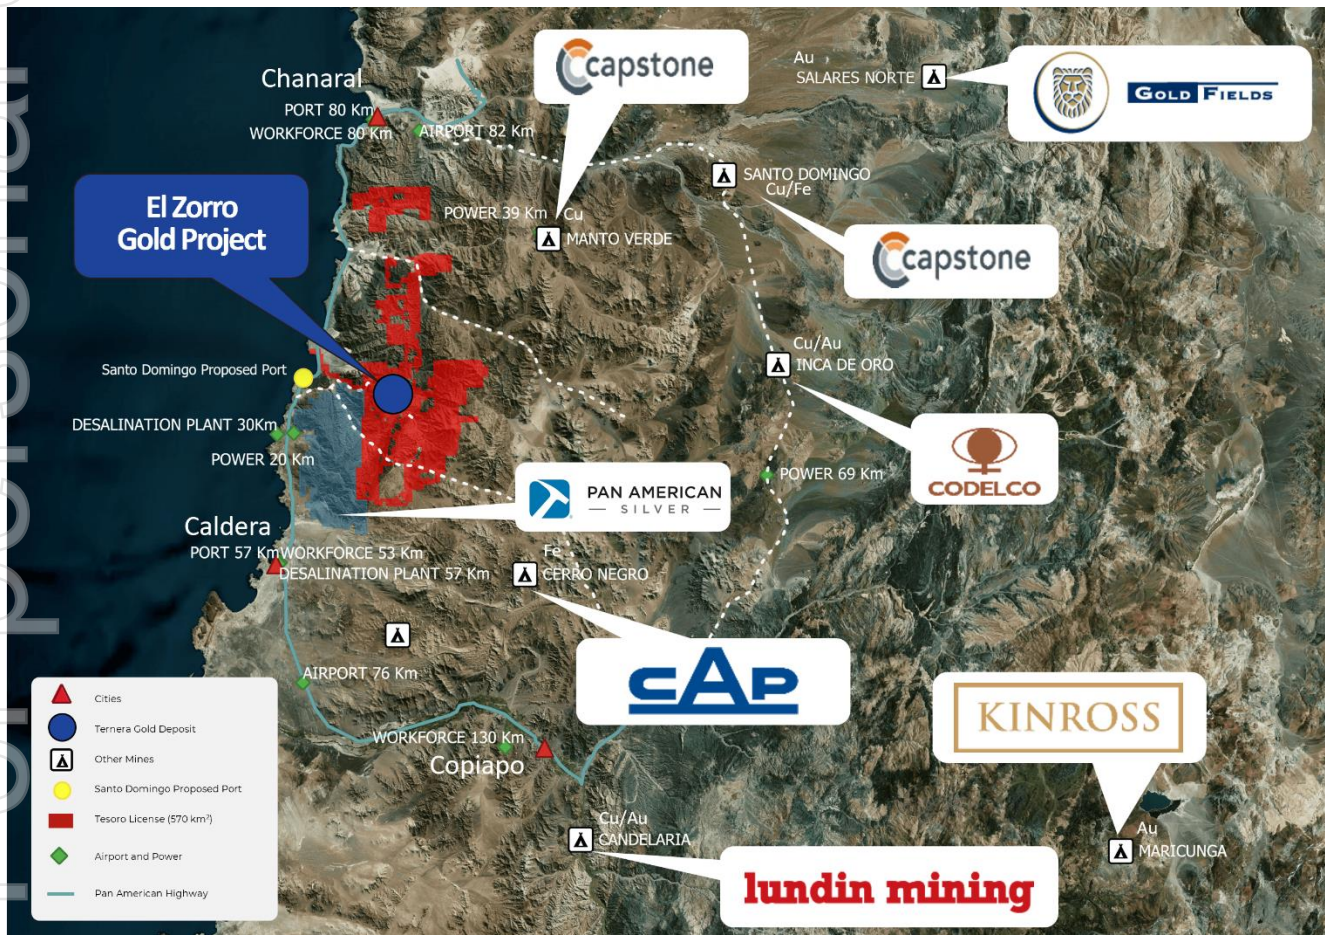 Chanaral
PORT 80 Km
WORKFORCE 80 Km
AIRPORT 82 Km
capstone
Au
SALARES NORTE
GOLD FIELDS
El Zorro
Gold Project
POWER 39 Km
Cu
MANTO VERDE
SANTO DOMINGO
Cu/Fe
capstone
Santo Domingo Proposed Port
Cu/Au
INCA DE ORO
DESALINATION PLANT 30Km
POWER 20 Km
CODELCO
POWER 69 Km
PAN AMERICAN
SILVER
Caldera
PORT 57 Km
WORKFORCE 53 Km
DESALINATION PLANT 57 Km
Fe
CERRO NEGRO
CAP
AIRPORT 76 Km
KINROSS
WORKFORCE 130 Km
Copiapo
Cu/Au
CANDELARIA
lundin mining
Au
MARICUNGA
Cities
Ternera Gold Deposit
Other Mines
Santo Domingo Proposed Port
Tesoro License (570 km²)
Airport and Power
Pan American Highway